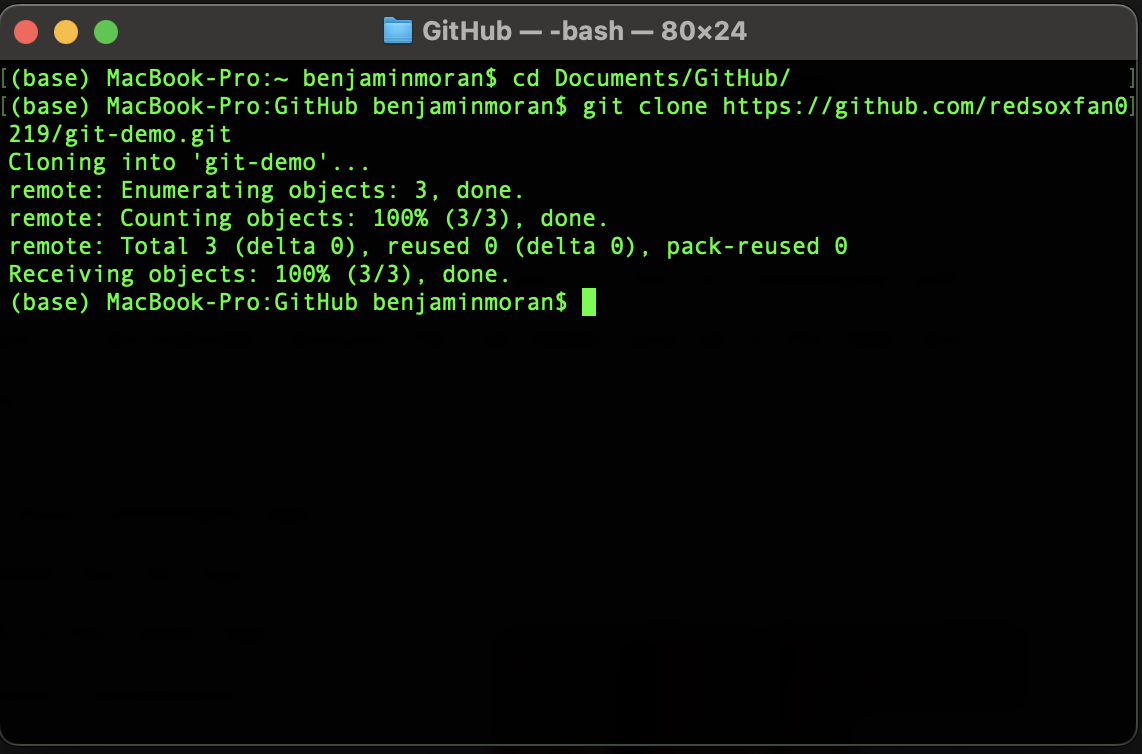 GitHub — -bash — 80×24
[(base) MacBook-Pro:~ benjaminmoran$ cd Documents/GitHub/ ]
[(base) MacBook-Pro:GitHub benjaminmoran$ git clone https://github.com/redsoxfan0]
219/git-demo.git
Cloning into 'git-demo'...
remote: Enumerating objects: 3, done.
remote: Counting objects: 100% (3/3), done.
remote: Total 3 (delta 0), reused 0 (delta 0), pack-reused 0
Receiving objects: 100% (3/3), done.
(base) MacBook-Pro:GitHub benjaminmoran$